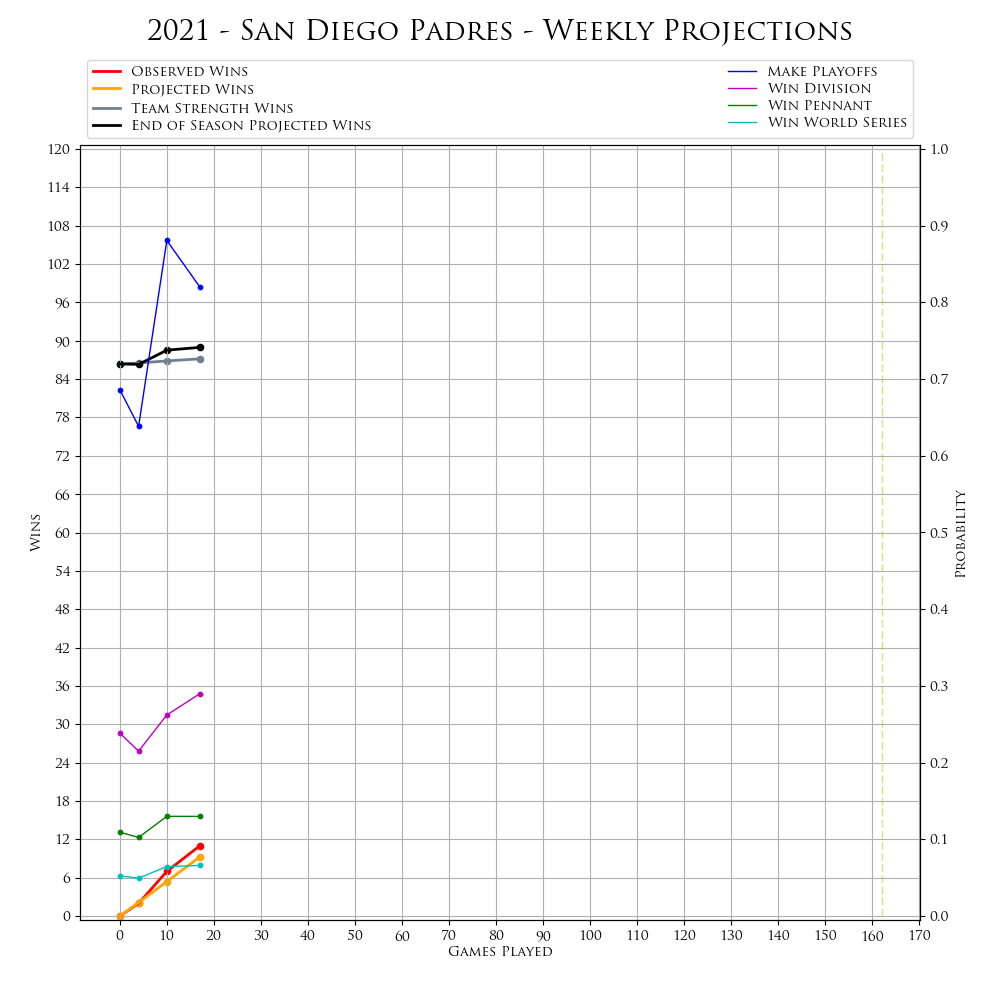 2021 - San Diego Padres - Weekly Projections
Observed Wins
Projected Wins
Team Strength Wins
End of Season Projected Wins
Make Playoffs
Win Division
Win Pennant
Win World Series
120
114
108
102
96
90
84
78
72
66
60
54
48
42
36
30
24
18
12
6
0
Wins
1.0
0.9
0.8
0.7
0.6
0.5
0.4
0.3
0.2
0.1
0.0
Probability
0 10 20 30 40 50 60 70 80 90 100 110 120 130 140 150 160 170
Games Played